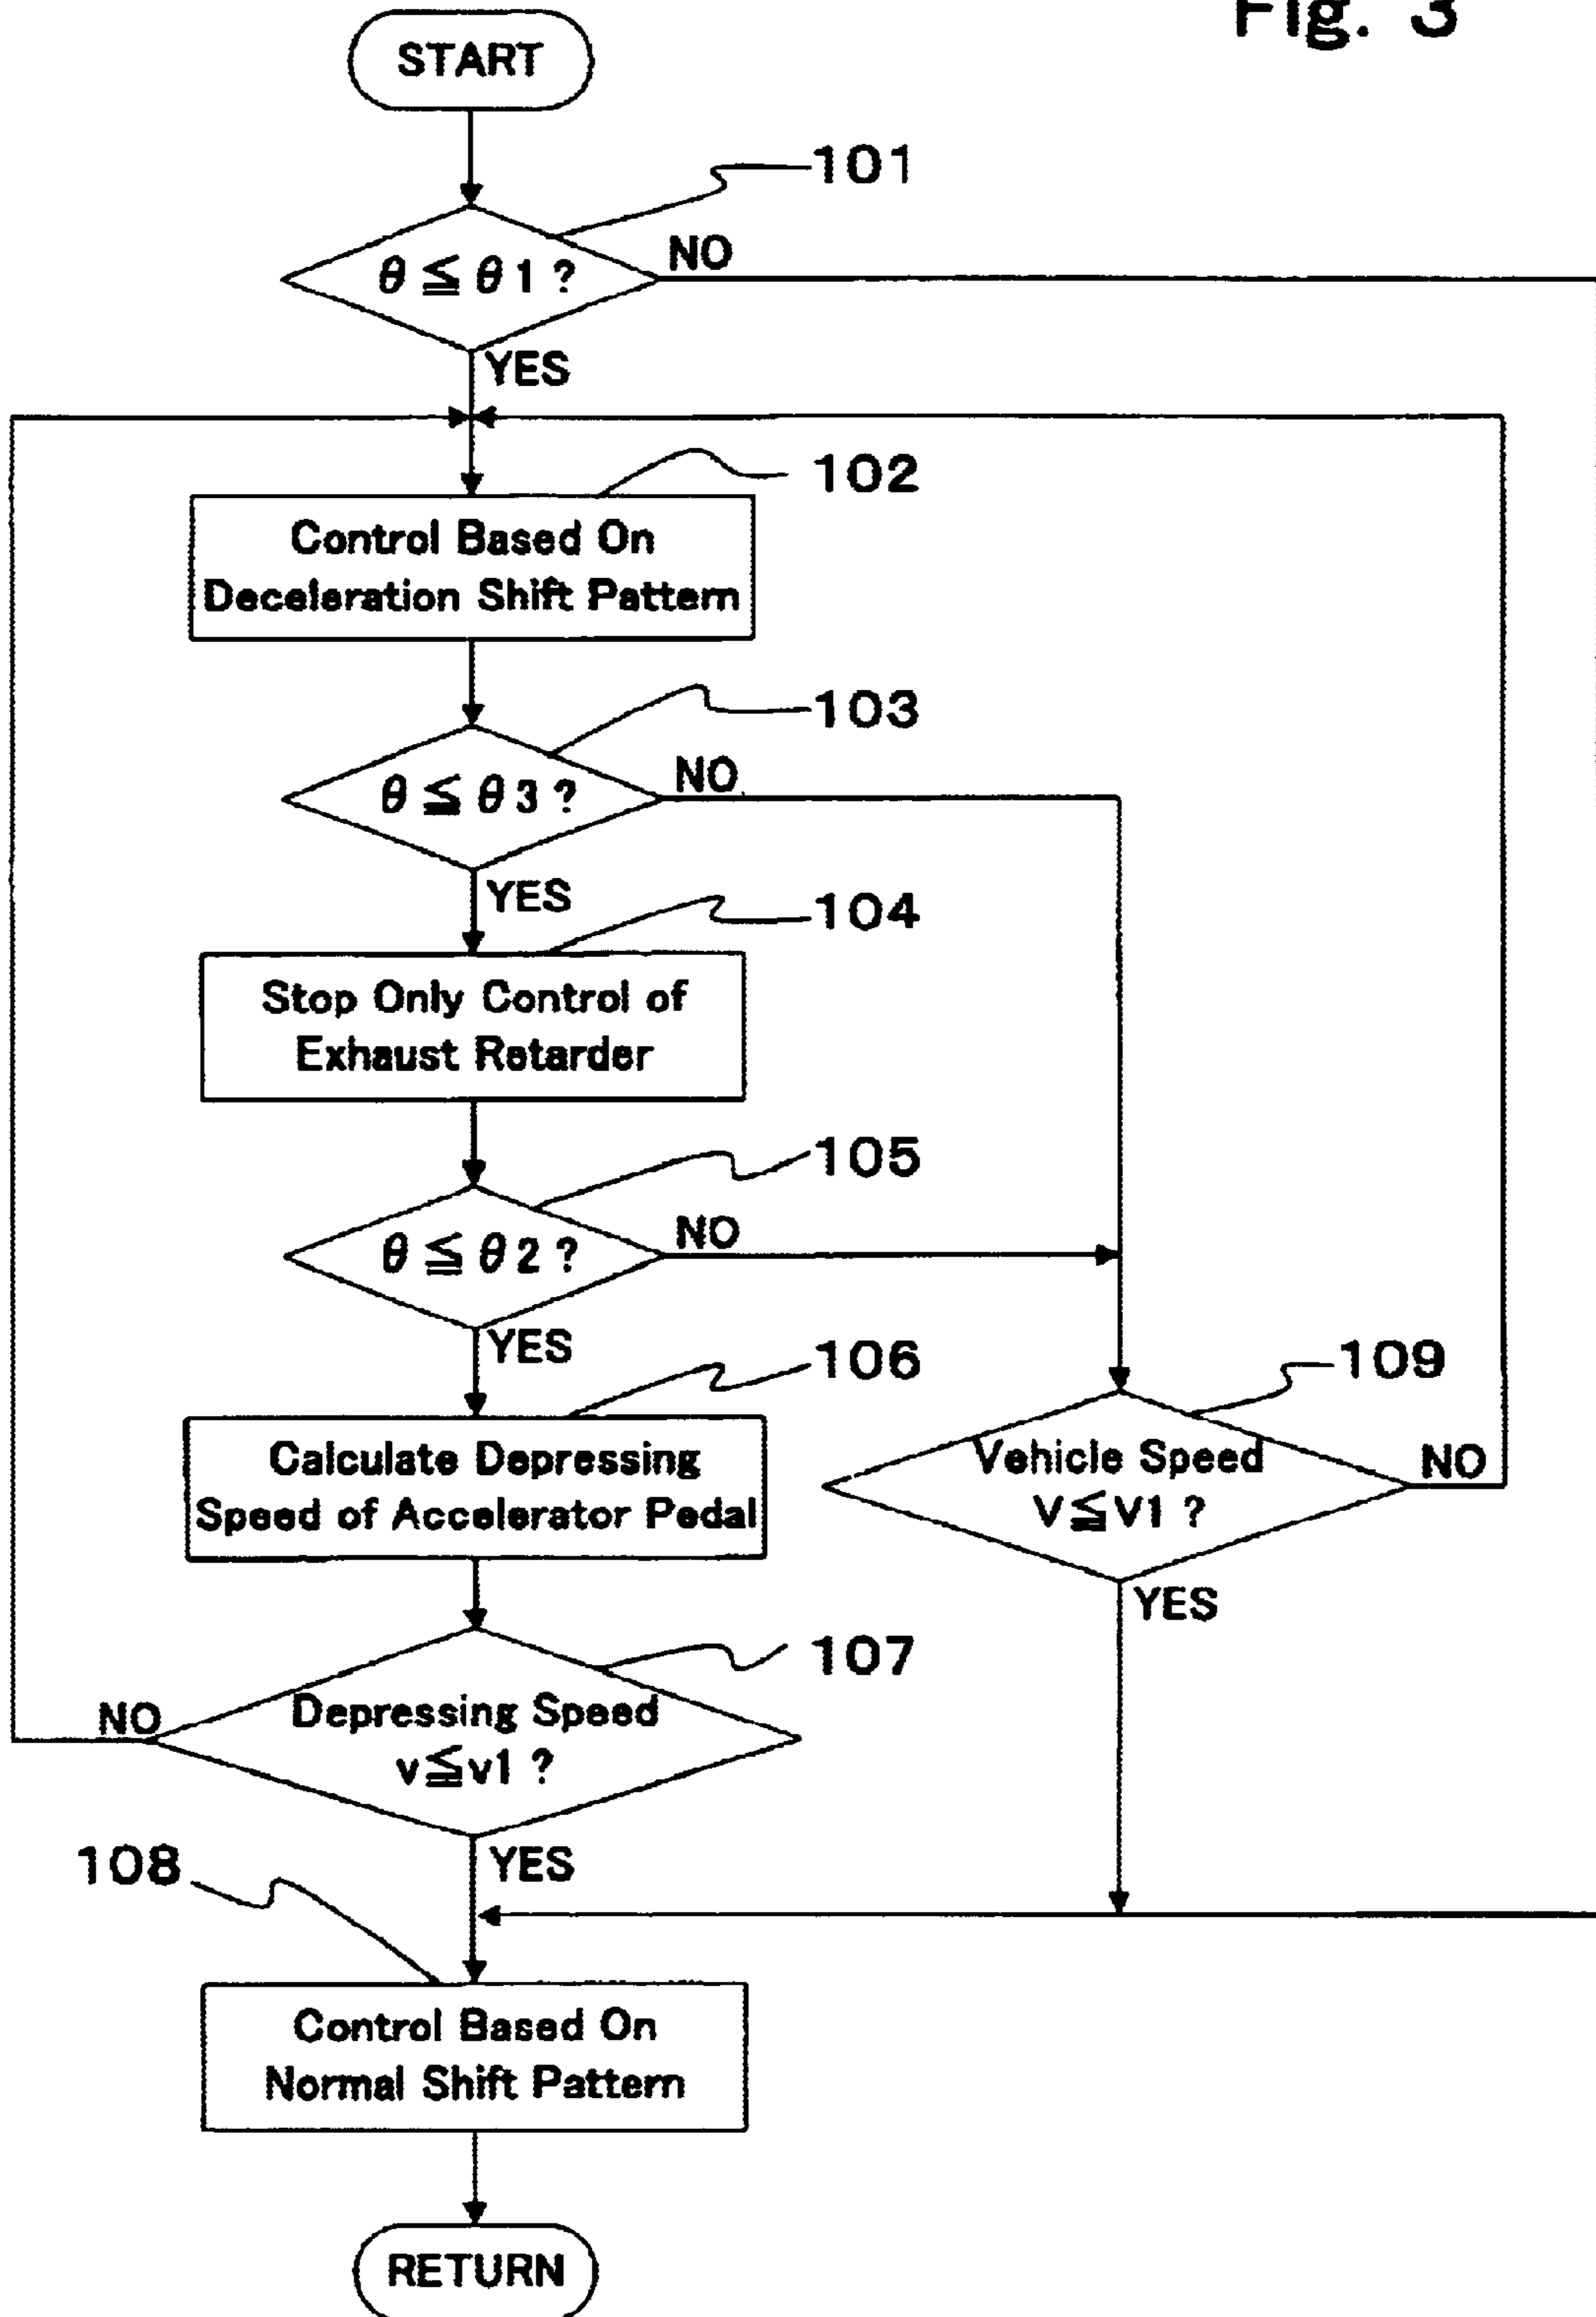 Fig. 3
START
101
θ ≦ θ1 ?
NO
YES
102
Control Based On
Deceleration Shift Pattern
103
θ ≦ θ3 ?
NO
YES
104
Stop Only Control of
Exhaust Retarder
105
θ ≦ θ2 ?
NO
YES
106
Calculate Depressing
Speed of Accelerator Pedal
109
Vehicle Speed
V≦V1 ?
NO
YES
107
Depressing Speed
v≦v1 ?
NO
YES
108
Control Based On
Normal Shift Pattern
RETURN